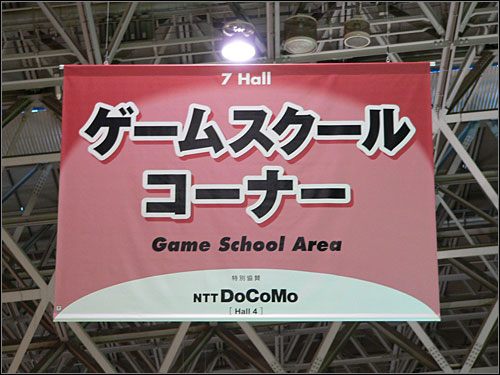 7 Hall
ゲームスクール
コーナー
Game School Area
特別協賛
NTT DoCoMo
[ Hall 4 ]